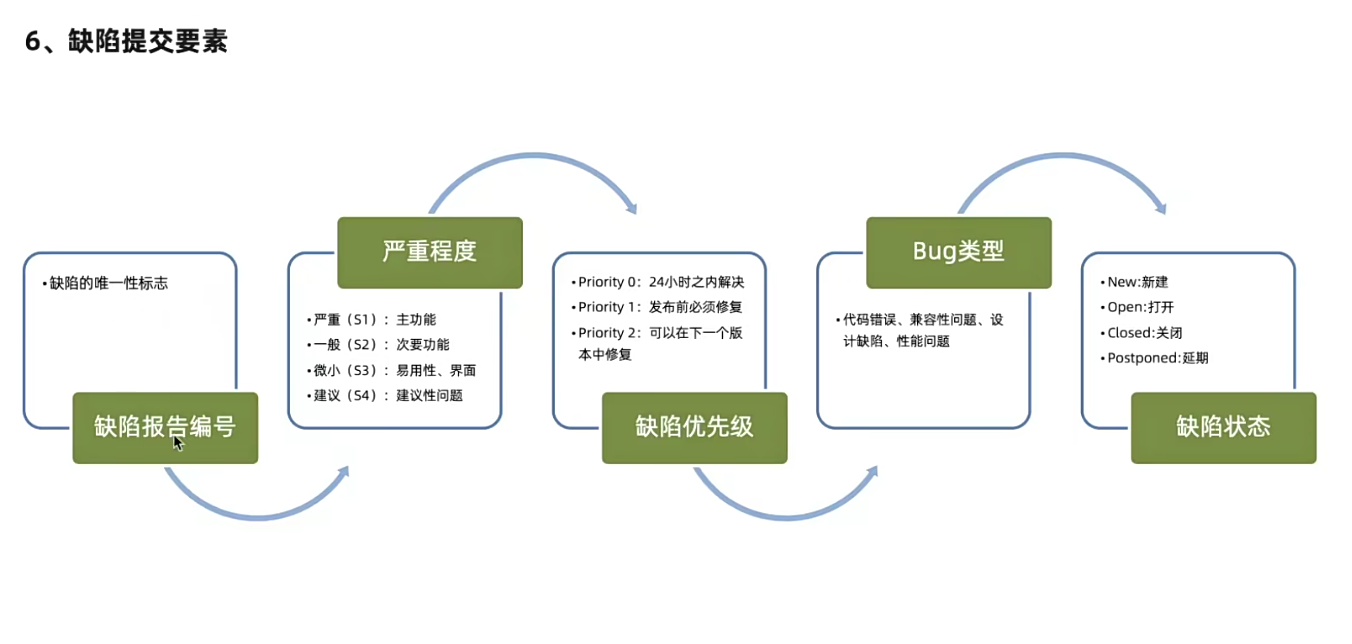 6、缺陷提交要素
•缺陷的唯一性标志
缺陷报告编号
严重程度
•严重（S1）：主功能
•一般（S2）：次要功能
•微小（S3）：易用性、界面
•建议（S4）：建议性问题
•Priority 0：24小时之内解决
•Priority 1：发布前必须修复
•Priority 2：可以在下一个版
本中修复
缺陷优先级
Bug类型
•代码错误、兼容性问题、设
计缺陷、性能问题
•New:新建
•Open:打开
•Closed:关闭
•Postponed:延期
缺陷状态